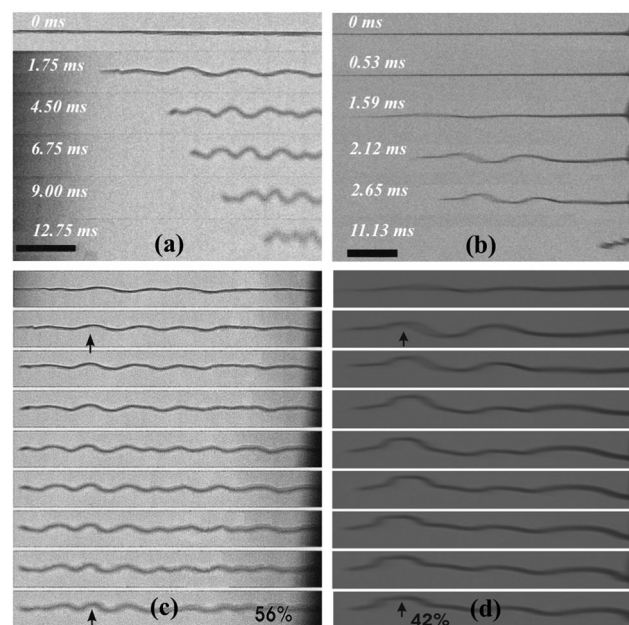 0 ms
1.75 ms
4.50 ms
6.75 ms
9.00 ms
12.75 ms
(a)
0 ms
0.53 ms
1.59 ms
2.12 ms
2.65 ms
11.13 ms
(b)
(c)
56%
(d)
42%